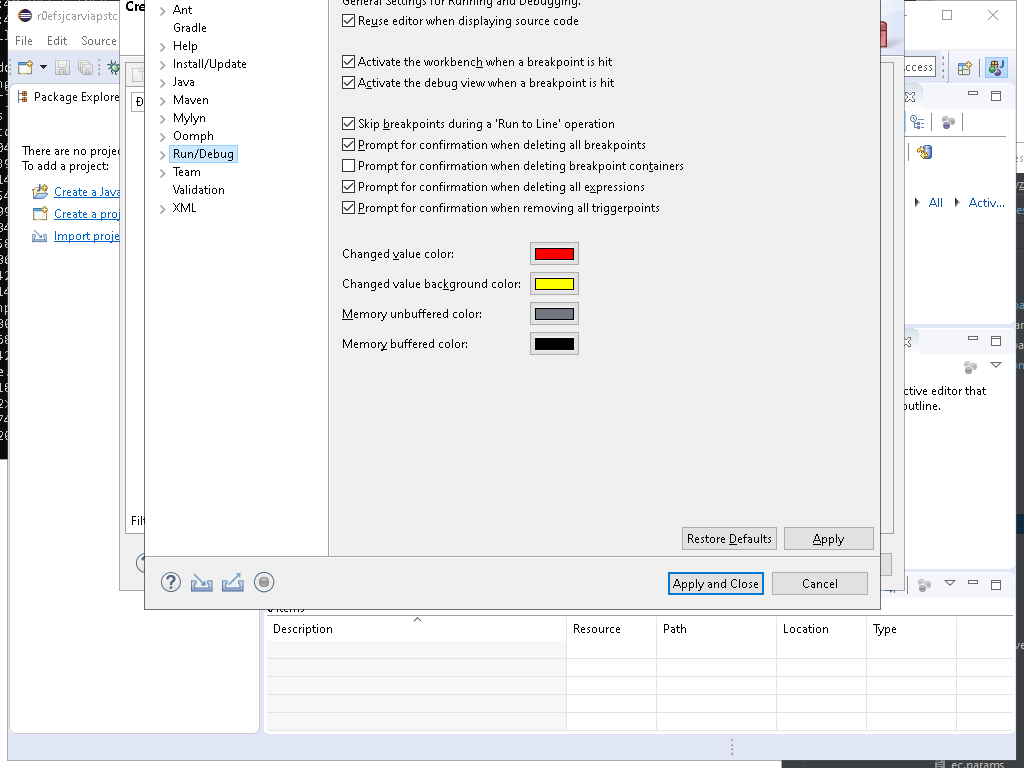 r0efsjcarviapstc
Cre
File Edit Source
Package Explore
There are no projec
To add a project:
Create a Java
Create a proj
Import proje
Ant
Gradle
Help
Install/Update
Java
Maven
Mylyn
Oomph
Run/Debug
Team
Validation
XML
General Settings for Running and Debugging.
Reuse editor when displaying source code
Activate the workbench when a breakpoint is hit
Activate the debug view when a breakpoint is hit
Skip breakpoints during a 'Run to Line' operation
Prompt for confirmation when deleting all breakpoints
Prompt for confirmation when deleting breakpoint containers
Prompt for confirmation when deleting all expressions
Prompt for confirmation when removing all triggerpoints
Changed value color:
Changed value background color:
Memory unbuffered color:
Memory buffered color:
Restore Defaults Apply
Apply and Close Cancel
Filt
ccess
All Activ...
ctive editor that
outline.
items
Description Resource Path Location Type
ec.params